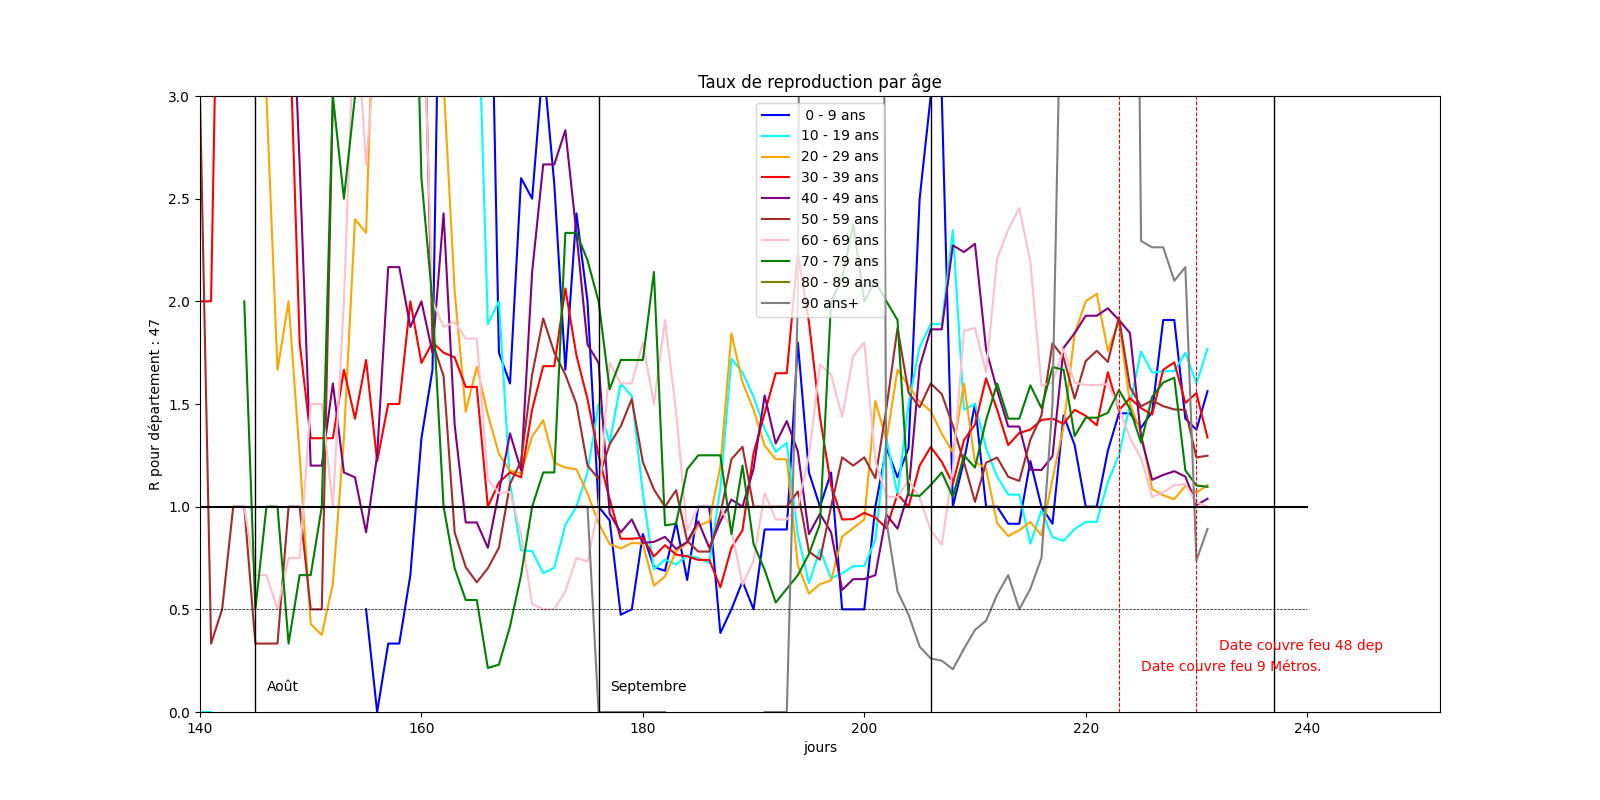 Taux de reproduction par âge
R pour département : 47
3.0
2.5
2.0
1.5
1.0
0.5
0.0
0 - 9 ans
10 - 19 ans
20 - 29 ans
30 - 39 ans
40 - 49 ans
50 - 59 ans
60 - 69 ans
70 - 79 ans
80 - 89 ans
90 ans+
Date couvre feu 48 dep
Date couvre feu 9 Métros.
Août
Septembre
140
160
180
200
220
240
jours